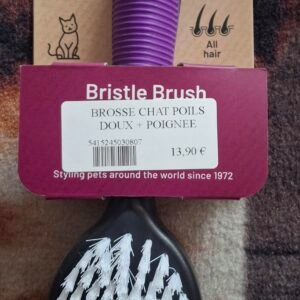 All
hair
Bristle Brush
BROSSE CHAT POILS
DOUX + POIGNEE
5415245030807
13,90 €
Styling pets around the world since 1972